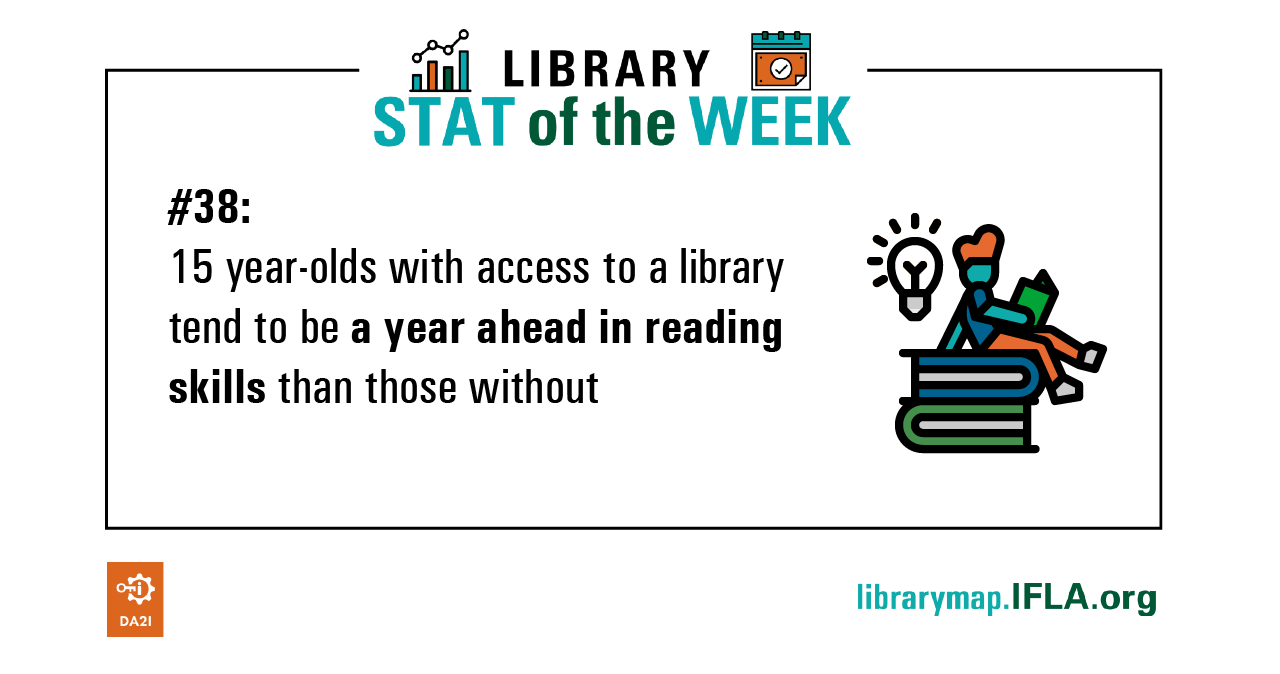 LIBRARY
STAT of the WEEK
#38:
15 year-olds with access to a library
tend to be a year ahead in reading
skills than those without
DA2I
librarymap.IFLA.org